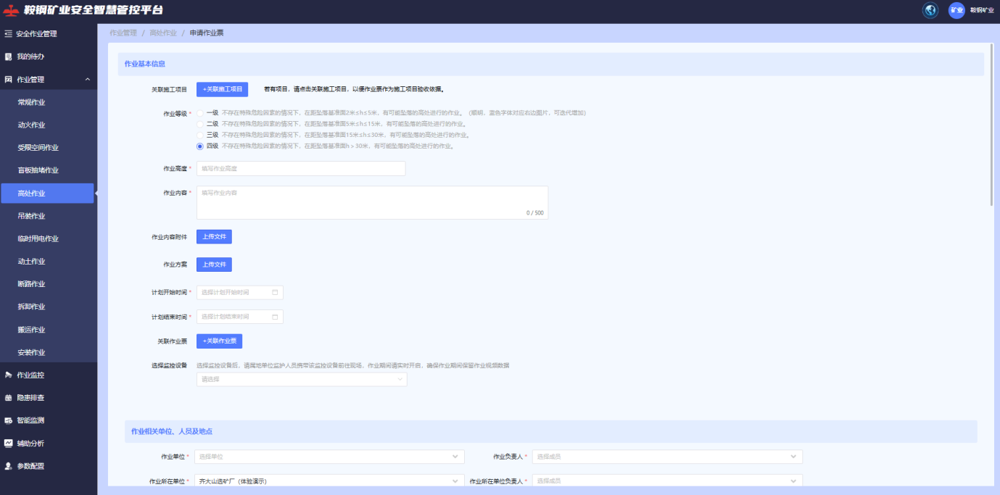 鞍钢矿业安全智慧管控平台
矿业 鞍钢矿业
安全作业管理
我的待办
作业管理
常规作业
动火作业
受限空间作业
盲板抽堵作业
高处作业
吊装作业
临时用电作业
动土作业
断路作业
拆卸作业
搬运作业
安装作业
作业监控
隐患排查
智能监测
辅助分析
参数配置
作业管理 / 高处作业 / 申请作业票
作业基本信息
关联施工项目 +关联施工项目 若有项目，请点击关联施工项目，以便作业票作为施工项目验收依据。
作业等级 * 一级 不存在特殊危险因素的情况下，在距坠落基准面2米≤h≤5米，有可能坠落的高处进行的作业。（顺明，蓝色字体对应右边图片，可迭代增加）
二级 不存在特殊危险因素的情况下，在距坠落基准面5米≤h≤15米，有可能坠落的高处进行的作业。
三级 不存在特殊危险因素的情况下，在距坠落基准面15米≤h≤30米，有可能坠落的高处进行的作业。
四级 不存在特殊危险因素的情况下，在距坠落基准面h＞30米，有可能坠落的高处进行的作业。
作业高度 * 填写作业高度
作业内容 * 填写作业内容
0 / 500
作业内容附件 上传文件
作业方案 上传文件
计划开始时间 * 选择计划开始时间
计划结束时间 * 选择计划结束时间
关联作业票 +关联作业票
选择监控设备 选择监控设备后，请属地单位监护人员携带该监控设备前往现场，作业期间请实时开启，确保作业期间保留作业视频数据
请选择
作业相关单位、人员及地点
作业单位 * 选择单位 作业负责人 * 选择成员
作业所在单位 * 齐大山选矿厂（体验演示） 作业所在单位负责人 * 选择成员